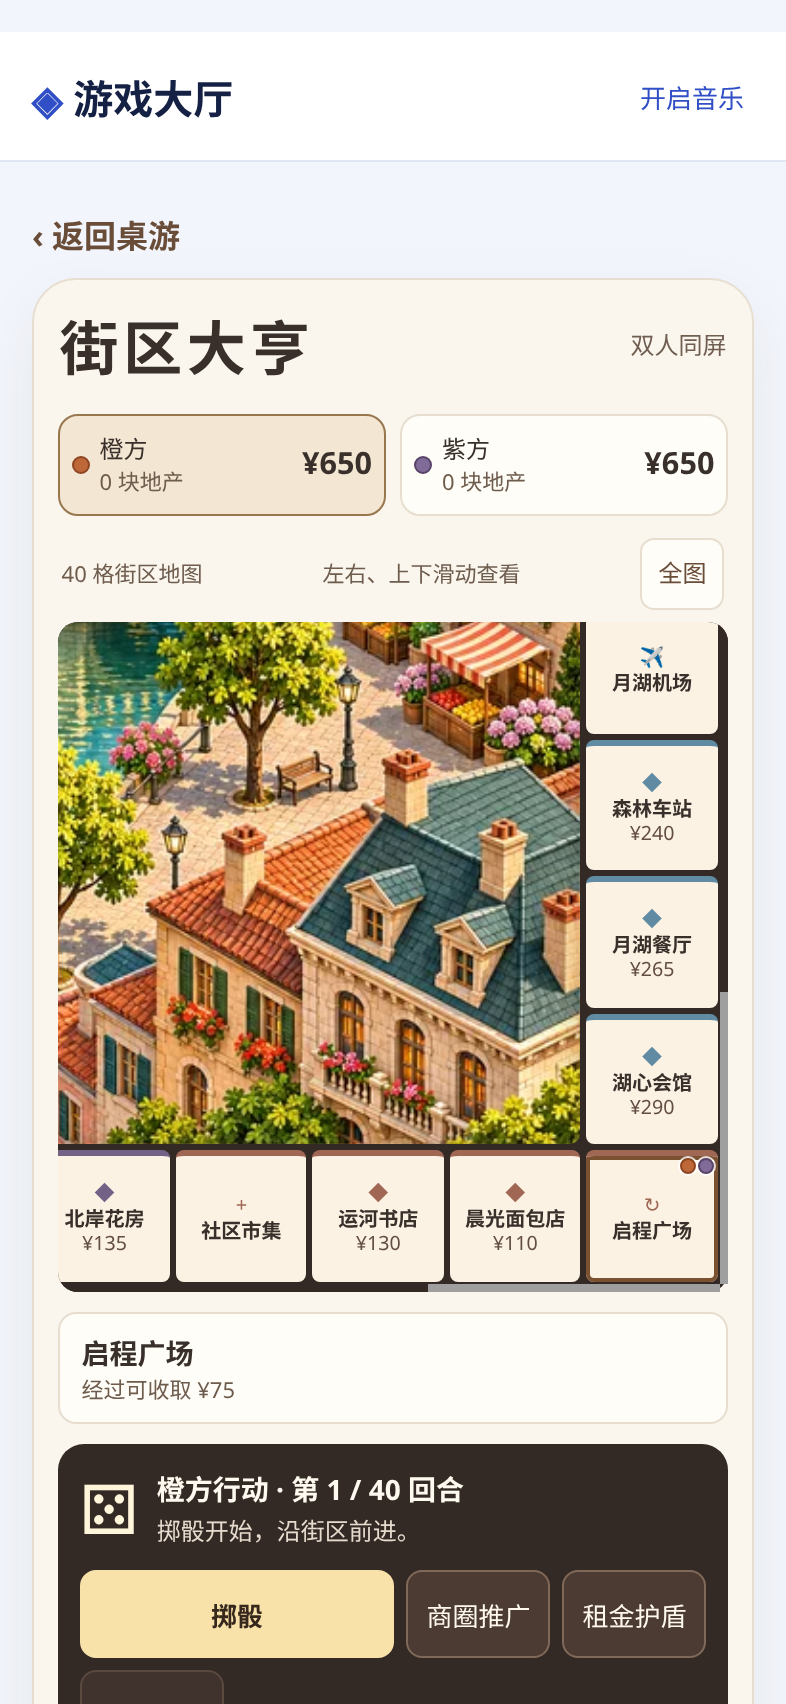 游戏大厅
开启音乐
‹ 返回桌游
街区大亨
双人同屏
橙方
0 块地产
¥650
紫方
0 块地产
¥650
40 格街区地图
左右、上下滑动查看
全图
月湖机场
森林车站
¥240
月湖餐厅
¥265
湖心会馆
¥290
北岸花房
¥135
+
社区市集
运河书店
¥130
晨光面包店
¥110
↻
启程广场
启程广场
经过可收取 ¥75
橙方行动 · 第 1 / 40 回合
掷骰开始，沿街区前进。
掷骰
商圈推广
租金护盾